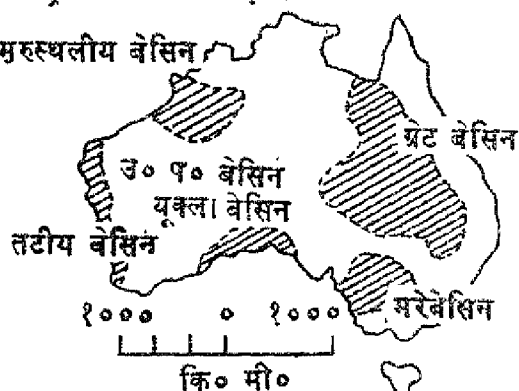 मरुस्थलीय बेसिन
ग्रेट बेसिन
उ० प० बेसिन
यूक्ला बेसिन
तटीय बेसिन
मरेबेसिन
१००० ० १०००
कि० मी०